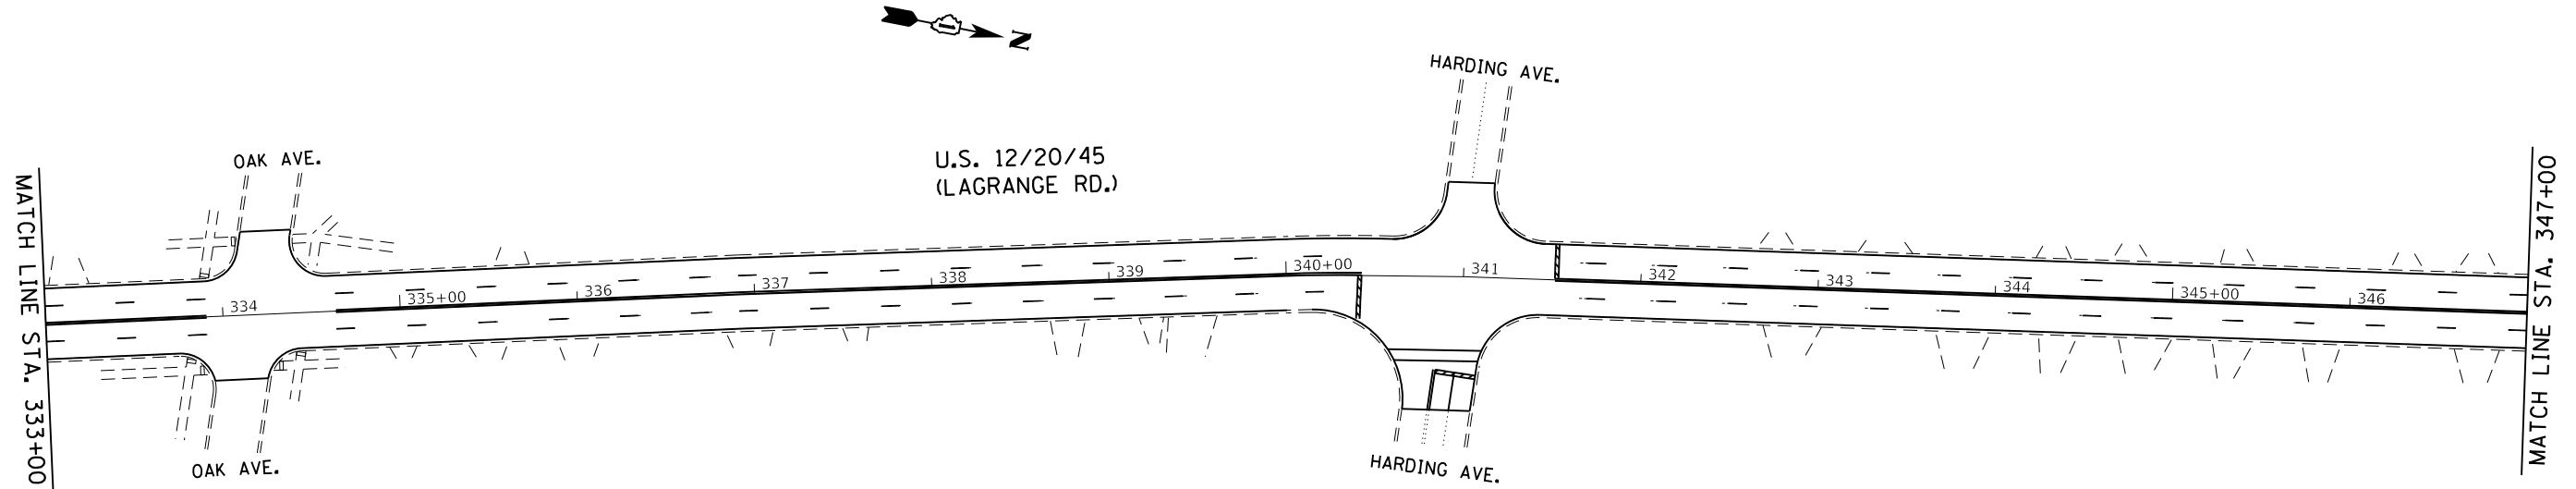 N
HARDING AVE.
OAK AVE.
U.S. 12/20/45
(LAGRANGE RD.)
MATCH LINE STA. 333+00
334
335+00
336
337
338
339
340+00
341
342
343
344
345+00
346
MATCH LINE STA. 347+00
OAK AVE.
HARDING AVE.